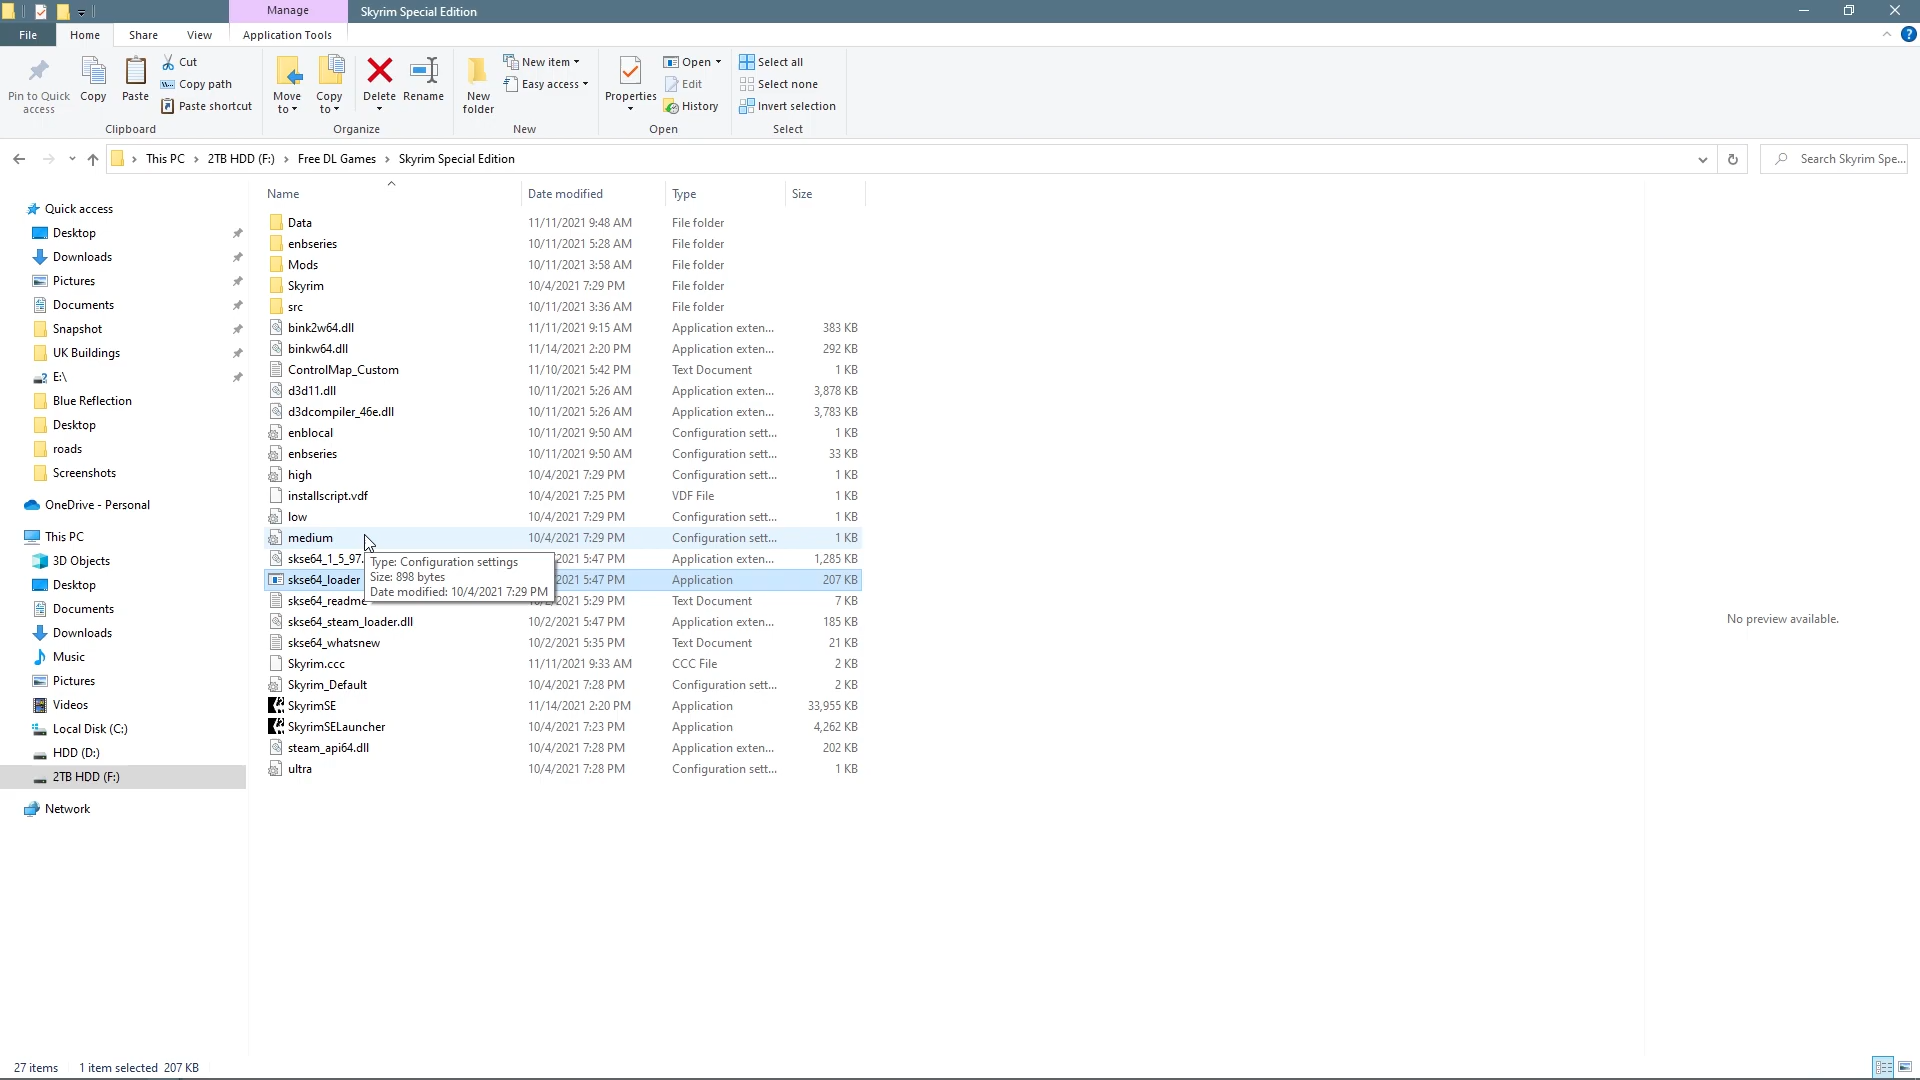 Manage
Skyrim Special Edition
File
Home
Share
View
Application Tools
Pin to Quick access
Copy
Paste
Cut
Copy path
Paste shortcut
Clipboard
Move to
Copy to
Delete
Rename
Organize
New folder
New item
Easy access
New
Properties
Open
Edit
History
Open
Select all
Select none
Invert selection
Select
This PC > 2TB HDD (F:) > Free DL Games > Skyrim Special Edition
Search Skyrim Spe...
Quick access
Desktop
Downloads
Pictures
Documents
Snapshot
UK Buildings
E:\
Blue Reflection
Desktop
roads
Screenshots
OneDrive - Personal
This PC
3D Objects
Desktop
Documents
Downloads
Music
Pictures
Videos
Local Disk (C:)
HDD (D:)
2TB HDD (F:)
Network
Name Date modified Type Size
Data 11/11/2021 9:48 AM File folder
enbseries 10/11/2021 5:28 AM File folder
Mods 10/11/2021 3:58 AM File folder
Skyrim 10/4/2021 7:29 PM File folder
src 10/11/2021 3:36 AM File folder
bink2w64.dll 11/11/2021 9:15 AM Application exten... 383 KB
binkw64.dll 11/14/2021 2:20 PM Application exten... 292 KB
ControlMap_Custom 11/10/2021 5:42 PM Text Document 1 KB
d3d11.dll 10/11/2021 5:26 AM Application exten... 3,878 KB
d3dcompiler_46e.dll 10/11/2021 5:26 AM Application exten... 3,783 KB
enblocal 10/11/2021 9:50 AM Configuration sett... 1 KB
enbseries 10/11/2021 9:50 AM Configuration sett... 33 KB
high 10/4/2021 7:29 PM Configuration sett... 1 KB
installscript.vdf 10/4/2021 7:25 PM VDF File 1 KB
low 10/4/2021 7:29 PM Configuration sett... 1 KB
medium 10/4/2021 7:29 PM Configuration sett... 1 KB
skse64_1_5_97. 2021 5:47 PM Application exten... 1,285 KB
skse64_loader 2021 5:47 PM Application 207 KB
skse64_readme 2021 5:29 PM Text Document 7 KB
skse64_steam_loader.dll 10/2/2021 5:47 PM Application exten... 185 KB
skse64_whatsnew 10/2/2021 5:35 PM Text Document 21 KB
Skyrim.ccc 11/11/2021 9:33 AM CCC File 2 KB
Skyrim_Default 10/4/2021 7:28 PM Configuration sett... 2 KB
SkyrimSE 11/14/2021 2:20 PM Application 33,955 KB
SkyrimSELauncher 10/4/2021 7:23 PM Application 4,262 KB
steam_api64.dll 10/4/2021 7:28 PM Application exten... 202 KB
ultra 10/4/2021 7:28 PM Configuration sett... 1 KB
Type: Configuration settings
Size: 898 bytes
Date modified: 10/4/2021 7:29 PM
No preview available.
27 items 1 item selected 207 KB